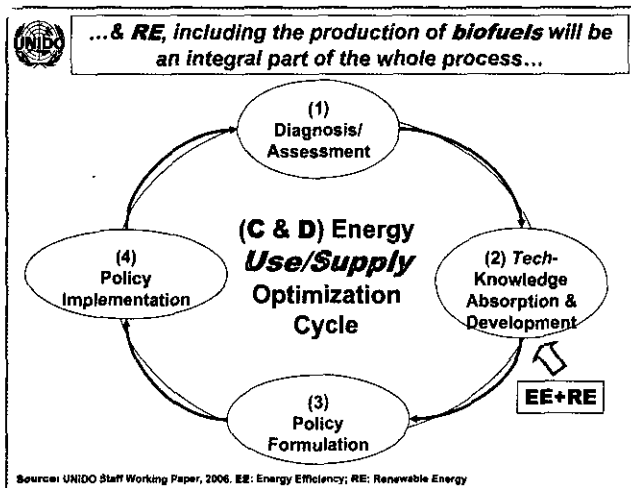 UNIDO
...& RE, including the production of biofuels will be
an integral part of the whole process...
(1)
Diagnosis/
Assessment
(C & D) Energy
Use/Supply
Optimization
Cycle
(2) Tech-
Knowledge
Absorption &
Development
EE+RE
(3)
Policy
Formulation
(4)
Policy
Implementation
Source: UNIDO Staff Working Paper, 2006. EE: Energy Efficiency; RE: Renewable Energy